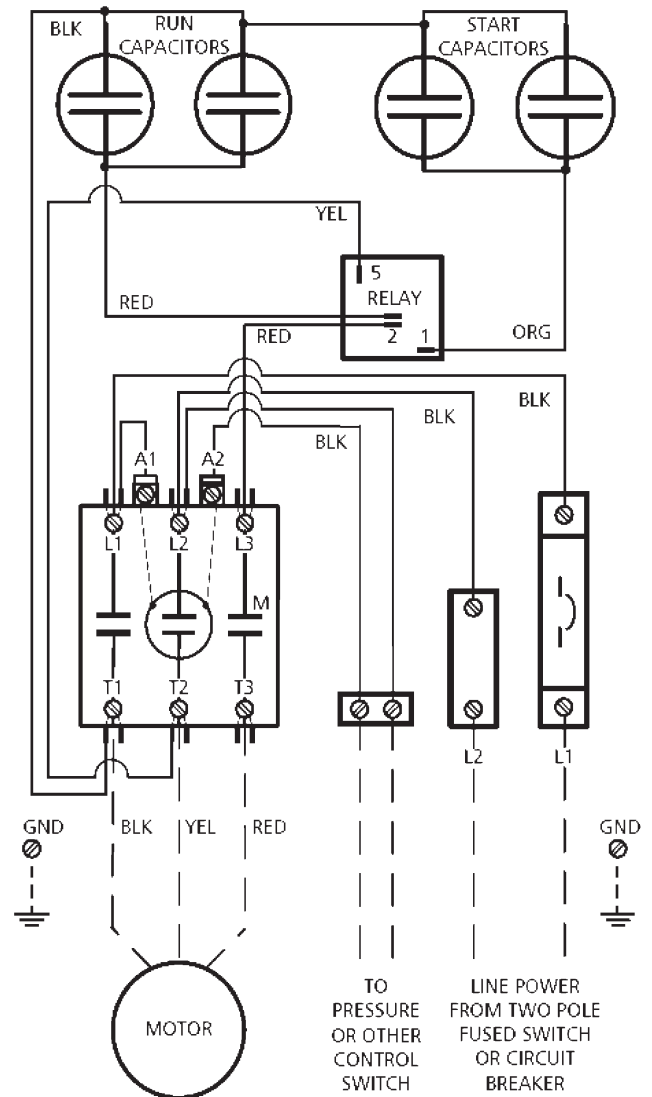 BLK
RUN
CAPACITORS
START
CAPACITORS
YEL
5
RELAY
2
1
RED
RED
ORG
BLK
BLK
BLK
A1
A2
L1
L2
L3
M
T1
T2
T3
L2
L1
GND
BLK
YEL
RED
GND
MOTOR
TO
PRESSURE
OR OTHER
CONTROL
SWITCH
LINE POWER
FROM TWO POLE
FUSED SWITCH
OR CIRCUIT
BREAKER